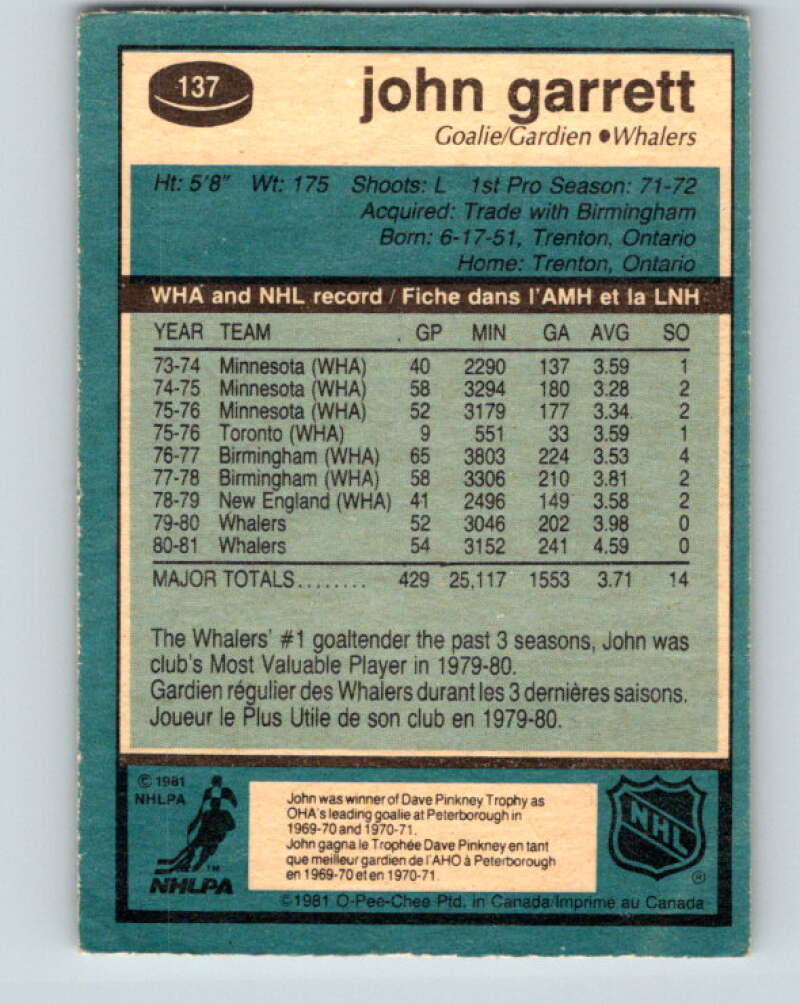 137
john garrett
Goalie/Gardien ●Whalers
Ht: 5'8" Wt: 175 Shoots: L 1st Pro Season: 71-72
Acquired: Trade with Birmingham
Born: 6-17-51, Trenton, Ontario
Home: Trenton, Ontario
WHA and NHL record / Fiche dans l'AMH et la LNH
YEAR TEAM GP MIN GA AVG SO
73-74 Minnesota (WHA) 40 2290 137 3.59 1
74-75 Minnesota (WHA) 58 3294 180 3.28 2
75-76 Minnesota (WHA) 52 3179 177 3.34 2
75-76 Toronto (WHA) 9 551 33 3.59 1
76-77 Birmingham (WHA) 65 3803 224 3.53 4
77-78 Birmingham (WHA) 58 3306 210 3.81 2
78-79 New England (WHA) 41 2496 149 3.58 2
79-80 Whalers 52 3046 202 3.98 0
80-81 Whalers 54 3152 241 4.59 0
MAJOR TOTALS........ 429 25,117 1553 3.71 14
The Whalers' #1 goaltender the past 3 seasons, John was
club's Most Valuable Player in 1979-80.
Gardien régulier des Whalers durant les 3 dernières saisons.
Joueur le Plus Utile de son club en 1979-80.
© 1981
NHLPA
TM
NHLPA
John was winner of Dave Pinkney Trophy as
OHA's leading goalie at Peterborough in
1969-70 and 1970-71.
John gagna le Trophée Dave Pinkney en tant
que meilleur gardien de l'AHO à Peterborough
en 1969-70 et en 1970-71.
NHL
®
©1981 O-Pee-Chee Ptd. in Canada/Imprimé au Canada